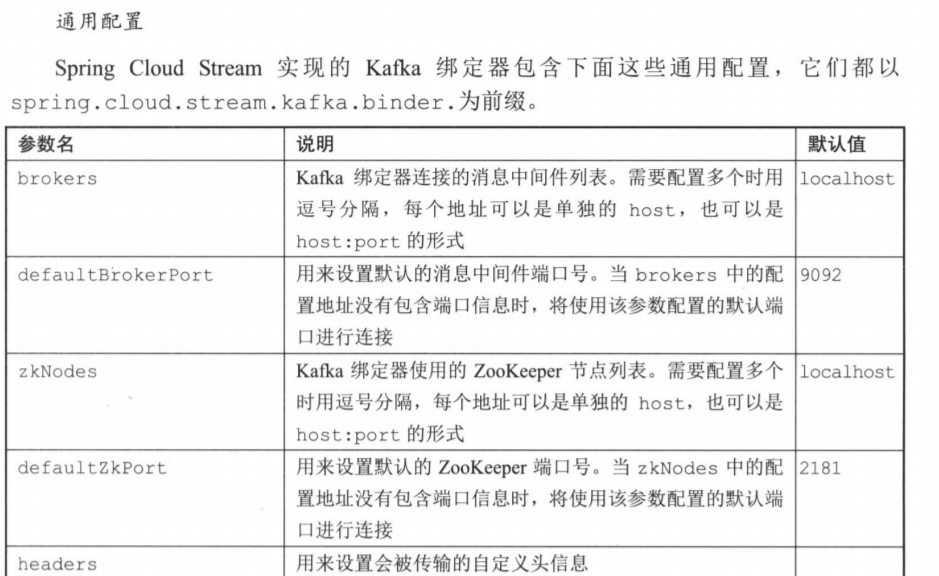 通用配置
Spring Cloud Stream 实现的 Kafka 绑定器包含下面这些通用配置，它们都以
spring.cloud.stream.kafka.binder.为前缀。
参数名 说明 默认值
brokers Kafka 绑定器连接的消息中间件列表。需要配置多个时用 localhost
逗号分隔，每个地址可以是单独的 host，也可以是
host:port 的形式
defaultBrokerPort 用来设置默认的消息中间件端口号。当 brokers 中的配 9092
置地址没有包含端口信息时，将使用该参数配置的默认端
口进行连接
zkNodes Kafka 绑定器使用的 ZooKeeper 节点列表。需要配置多个 localhost
时用逗号分隔，每个地址可以是单独的 host，也可以是
host:port 的形式
defaultZkPort 用来设置默认的 ZooKeeper 端口号。当 zkNodes 中的配 2181
置地址没有包含端口信息时，将使用该参数配置的默认端
口进行连接
headers 用来设置会被传输的自定义头信息